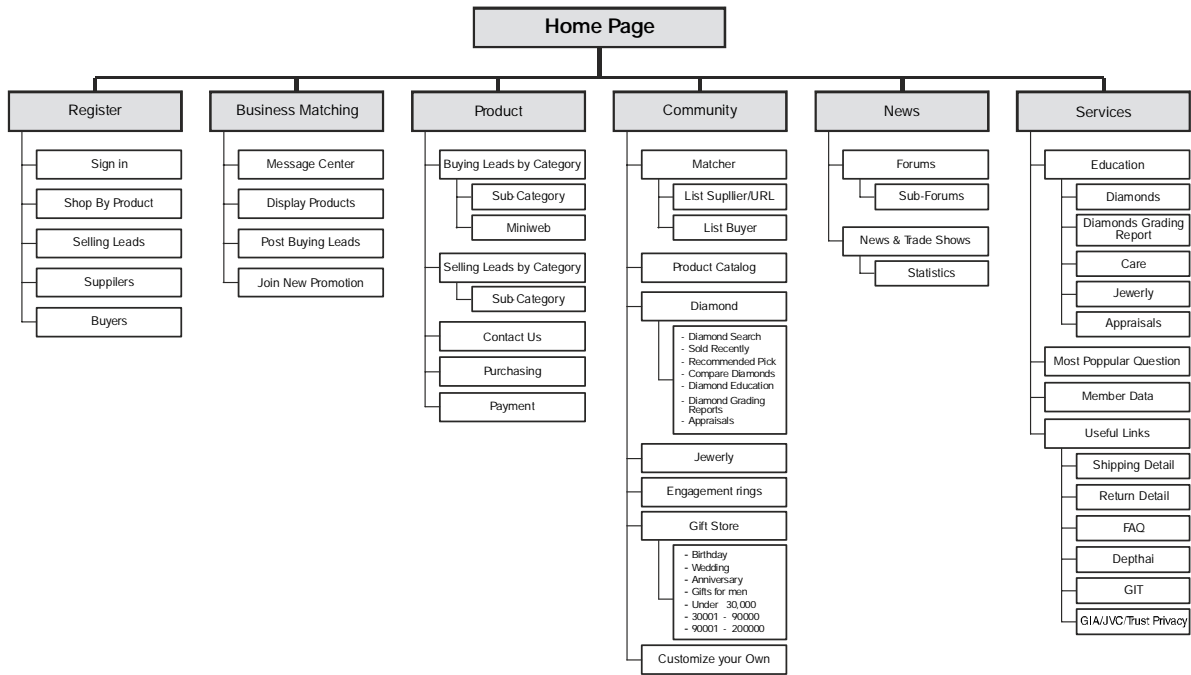 Home Page
Register
Sign in
Shop By Product
Selling Leads
Suppilers
Buyers
Business Matching
Message Center
Display Products
Post Buying Leads
Join New Promotion
Product
Buying Leads by Category
Sub-Category
Miniweb
Selling Leads by Category
Sub-Category
Contact Us
Purchasing
Payment
Community
Matcher
List Supllier/URL
List Buyer
Product Catalog
Diamond
- Diamond Search
- Sold Recently
- Recommended Pick
- Compare Diamonds
- Diamond Education
- Diamond Grading
Reports
- Appraisals
Jewerly
Engagement rings
Gift Store
- Birthday
- Wedding
- Anniversary
- Gifts for men
- Under 30,000
- 30001 - 90000
- 90001 - 200000
Customize your Own
News
Forums
Sub-Forums
News & Trade Shows
Statistics
Services
Education
Diamonds
Diamonds Grading
Report
Care
Jewerly
Appraisals
Most Poppular Question
Member Data
Useful Links
Shipping Detail
Return Detail
FAQ
Depthai
GIT
GIA/JVC/Trust Privacy